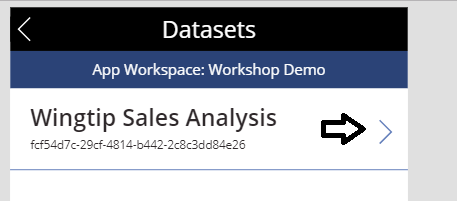 Datasets
App Workspace: Workshop Demo
Wingtip Sales Analysis
fcf54d7c-29cf-4814-b442-2c8c3dd84e26